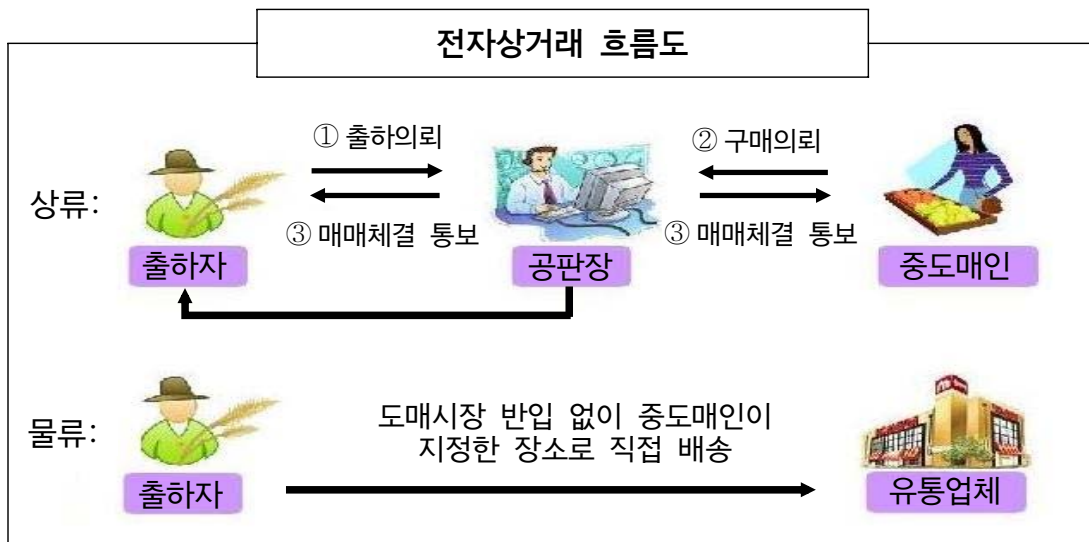 전자상거래 흐름도
① 출하의뢰
② 구매의뢰
상류:
③ 매매체결 통보
③ 매매체결 통보
출하자
공판장
중도매인
물류:
도매시장 반입 없이 중도매인이
지정한 장소로 직접 배송
출하자
유통업체